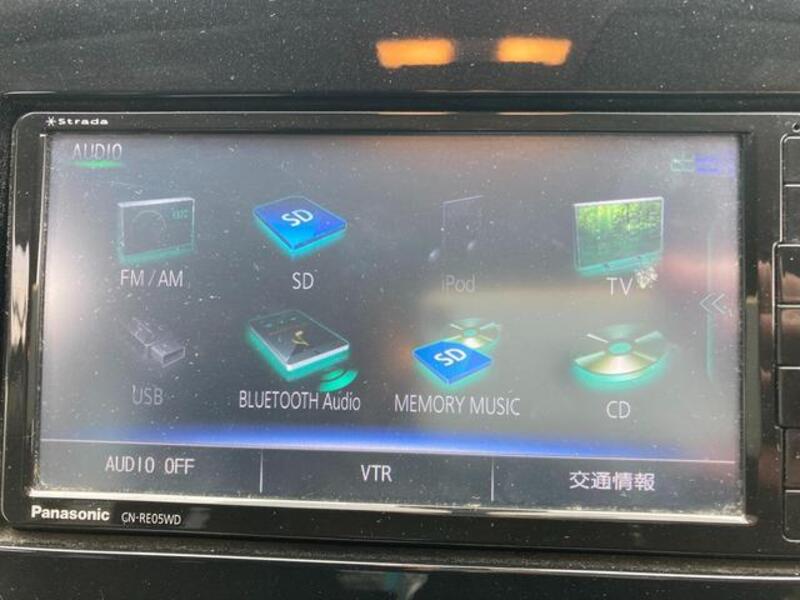 Strada
AUDIO
FM/AM
SD
SD
iPod
TV
USB
BLUETOOTH Audio
SD
MEMORY MUSIC
CD
AUDIO OFF
VTR
交通情報
Panasonic CN-RE05WD